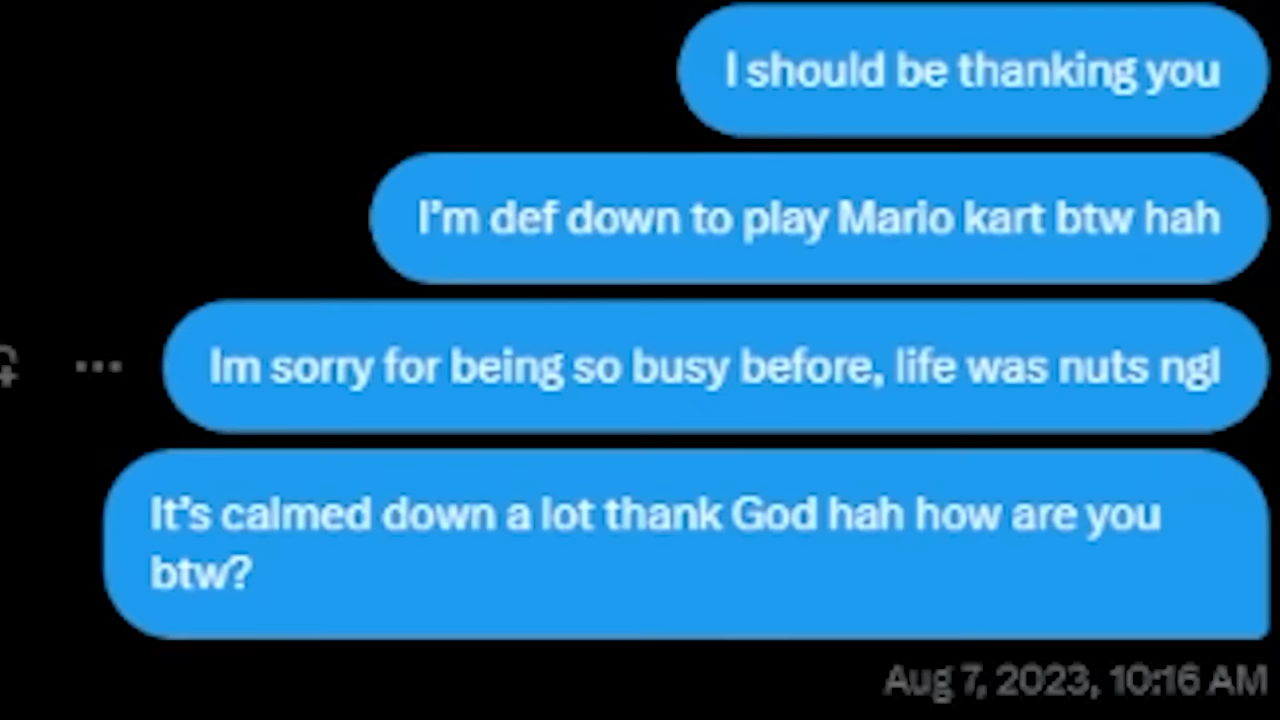 I should be thanking you
I'm def down to play Mario kart btw hah
Im sorry for being so busy before, life was nuts ngl
It's calmed down a lot thank God hah how are you
btw?
Aug 7, 2023, 10:16 AM